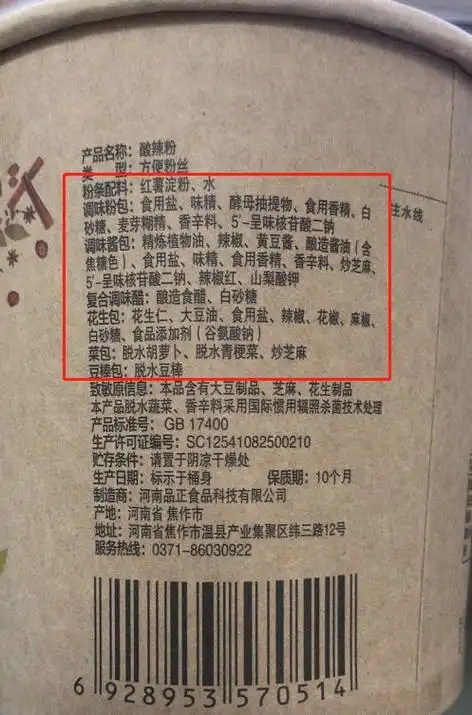 产品名称：酸辣粉
类　型：方便粉丝
粉条配料：红薯淀粉、水
调味粉包：食用盐、味精、酵母抽提物、食用香精、白
砂糖、麦芽糊精、香辛料、5′-呈味核苷酸二钠
调味酱包：精炼植物油、辣椒、黄豆酱、酿造酱油（含
焦糖色）、食用盐、味精、食用香精、香辛料、炒芝麻、
5′-呈味核苷酸二钠、辣椒红、山梨酸钾
复合调味醋：酿造食醋、白砂糖
花生包：花生仁、大豆油、食用盐、辣椒、花椒、麻椒、
白砂糖、食品添加剂（谷氨酸钠）
菜包：脱水胡萝卜、脱水青梗菜、炒芝麻
豆棒包：脱水豆棒
致敏原信息：本品含有大豆制品、芝麻、花生制品
本产品脱水蔬菜、香辛料采用国际惯用辐照杀菌技术处理
产品标准号：GB 17400
生产许可证编号：SC12541082500210
贮存条件：请置于阴凉干燥处
生产日期：标示于桶身　保质期：10个月
制造商：河南品正食品科技有限公司
产地：河南省 焦作市
地址：河南省焦作市温县产业集聚区纬三路12号
服务热线：0371-86030922
主水线
6 928953 570514